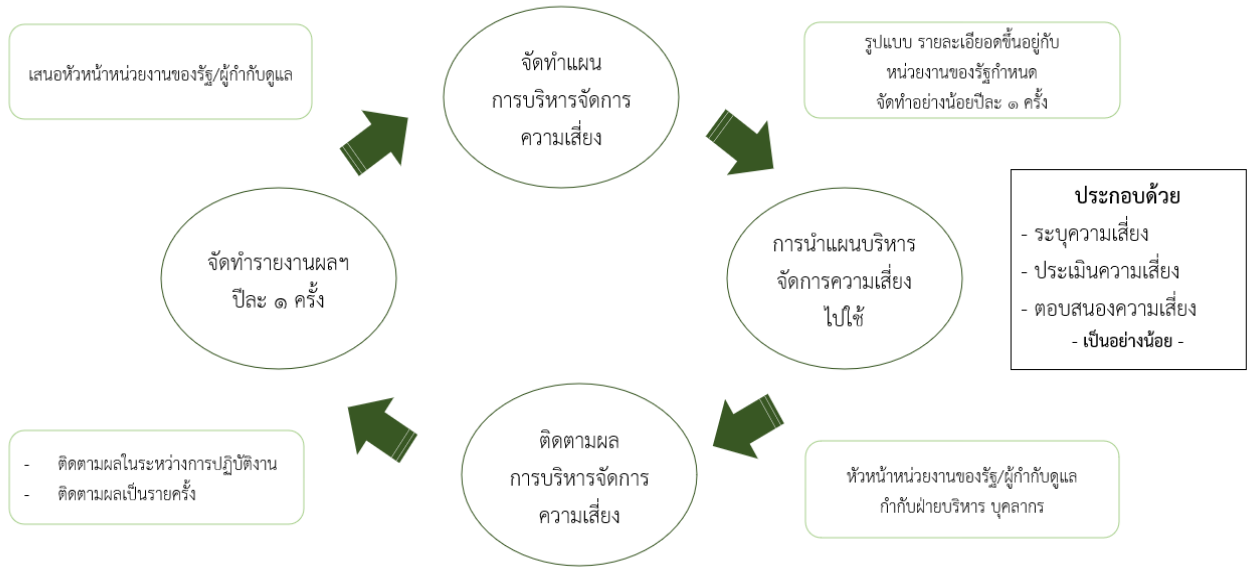 เสนอหัวหน้าหน่วยงานของรัฐ/ผู้กำกับดูแล
จัดทำแผน
การบริหารจัดการ
ความเสี่ยง
รูปแบบ รายละเอียดขึ้นอยู่กับ
หน่วยงานของรัฐกำหนด
จัดทำอย่างน้อยปีละ ๑ ครั้ง
จัดทำรายงานผลฯ
ปีละ ๑ ครั้ง
การนำแผนบริหาร
จัดการความเสี่ยง
ไปใช้
ประกอบด้วย
- ระบุความเสี่ยง
- ประเมินความเสี่ยง
- ตอบสนองความเสี่ยง
- เป็นอย่างน้อย -
- ติดตามผลในระหว่างการปฏิบัติงาน
- ติดตามผลเป็นรายครั้ง
ติดตามผล
การบริหารจัดการ
ความเสี่ยง
หัวหน้าหน่วยงานของรัฐ/ผู้กำกับดูแล
กำกับฝ่ายบริหาร บุคลากร